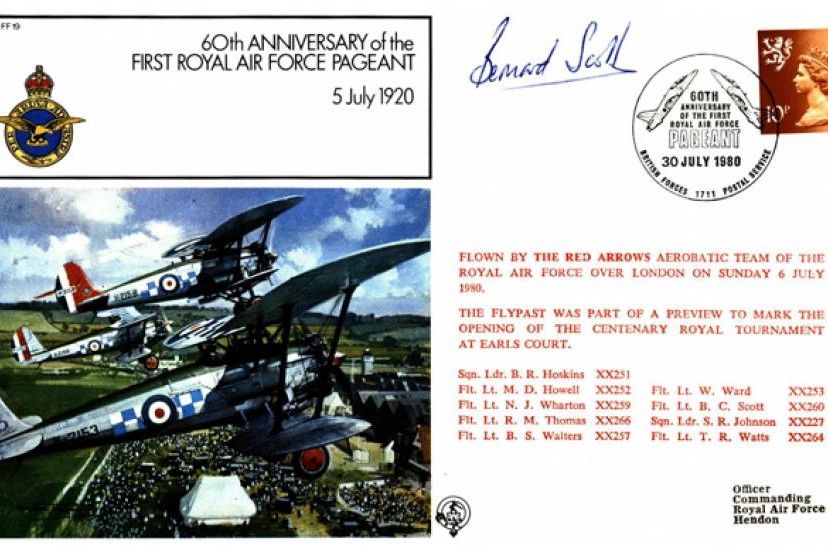 FF19
60th ANNIVERSARY of the
FIRST ROYAL AIR FORCE PAGEANT
5 July 1920
Bernard Scott
10P
60TH
ANNIVERSARY
OF THE FIRST
ROYAL AIR FORCE
PAGEANT
30 JULY 1980
BRITISH FORCES 1711 POSTAL SERVICE
FLOWN BY THE RED ARROWS AEROBATIC TEAM OF THE
ROYAL AIR FORCE OVER LONDON ON SUNDAY 6 JULY
1980.
THE FLYPAST WAS PART OF A PREVIEW TO MARK THE
OPENING OF THE CENTENARY ROYAL TOURNAMENT
AT EARLS COURT.
Sqn. Ldr. B. R. Hoskins XX251
Flt. Lt. M. D. Howell XX252 Flt. Lt. W. Ward XX253
Flt. Lt. N. J. Wharton XX259 Flt. Lt. B. C. Scott XX260
Flt. Lt. R. M. Thomas XX266 Sqn. Ldr. S. R. Johnson XX227
Flt. Lt. B. S. Walters XX257 Flt. Lt. T. R. Watts XX264
Officer
Commanding
Royal Air Force
Hendon